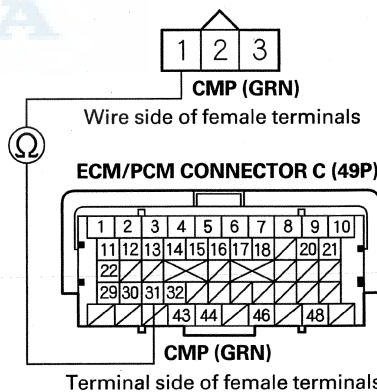 A
1 2 3
CMP (GRN)
Wire side of female terminals
Ω
ECM/PCM CONNECTOR C (49P)
1 2 3 4 5 6 7 8 9 10
11 12 13 14 15 16 17 18 20 21
22
29 30 31 32
43 44 46 48
CMP (GRN)
Terminal side of female terminals